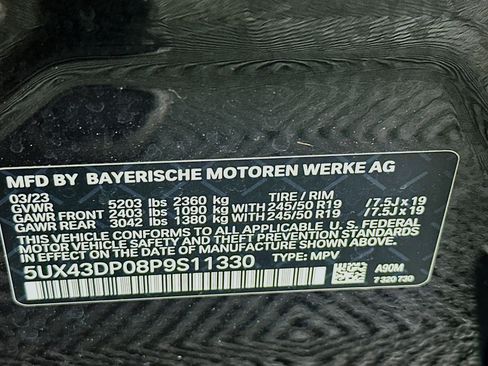 MFD BY BAYERISCHE MOTOREN WERKE AG
03/23 TIRE / RIM
GVWR 5203 lbs 2360 kg
GAWR FRONT 2403 lbs 1090 kg WITH 245/50 R19 /7.5J x 19
GAWR REAR 3042 lbs 1380 kg WITH 245/50 R19 /7.5J x 19
THIS VEHICLE CONFORMS TO ALL APPLICABLE U. S. FEDERAL
MOTOR VEHICLE SAFETY AND THEFT PREVENTION STANDARDS
IN EFFECT ON THE DATE OF MANUFACTURE SHOWN ABOVE.
5UX43DP08P9S11330 TYPE: MPV
A90M
7 320 730